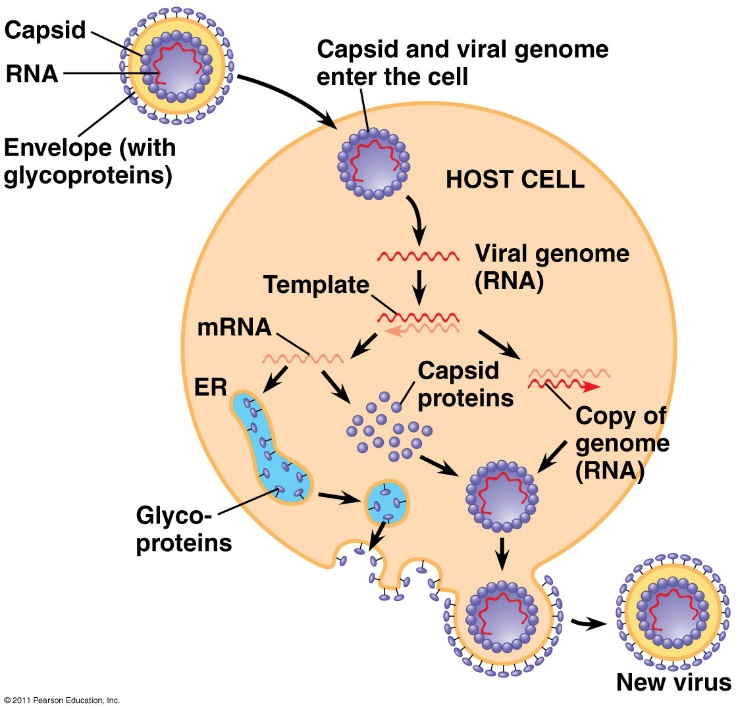 Capsid
RNA
Envelope (with
glycoproteins)
Capsid and viral genome
enter the cell
HOST CELL
Viral genome
(RNA)
Template
mRNA
Capsid
proteins
ER
Copy of
genome
(RNA)
Glyco-
proteins
New virus
© 2011 Pearson Education, Inc.